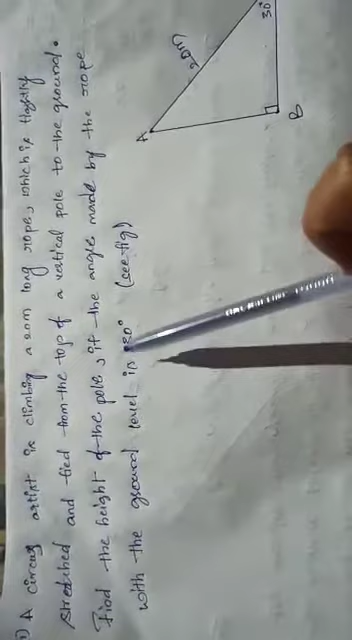 1) A circus artist is climbing a 20m long rope, which is tightly
stretched and tied from the top of a vertical pole to the ground.
Find the height of the pole, if the angle made by the rope
with the ground level is 30° (see fig)
A
20m
30°
B